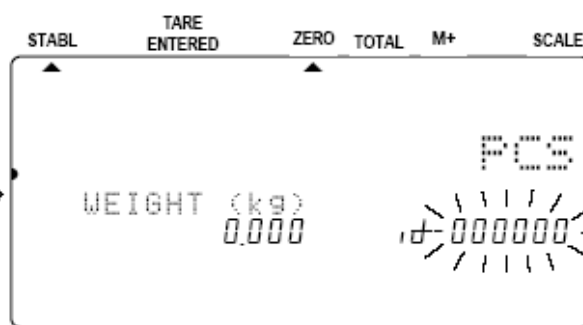 STABL TARE ENTERED ZERO TOTAL M+ SCALE
PCS
WEIGHT (kg)
0.000 id-000000